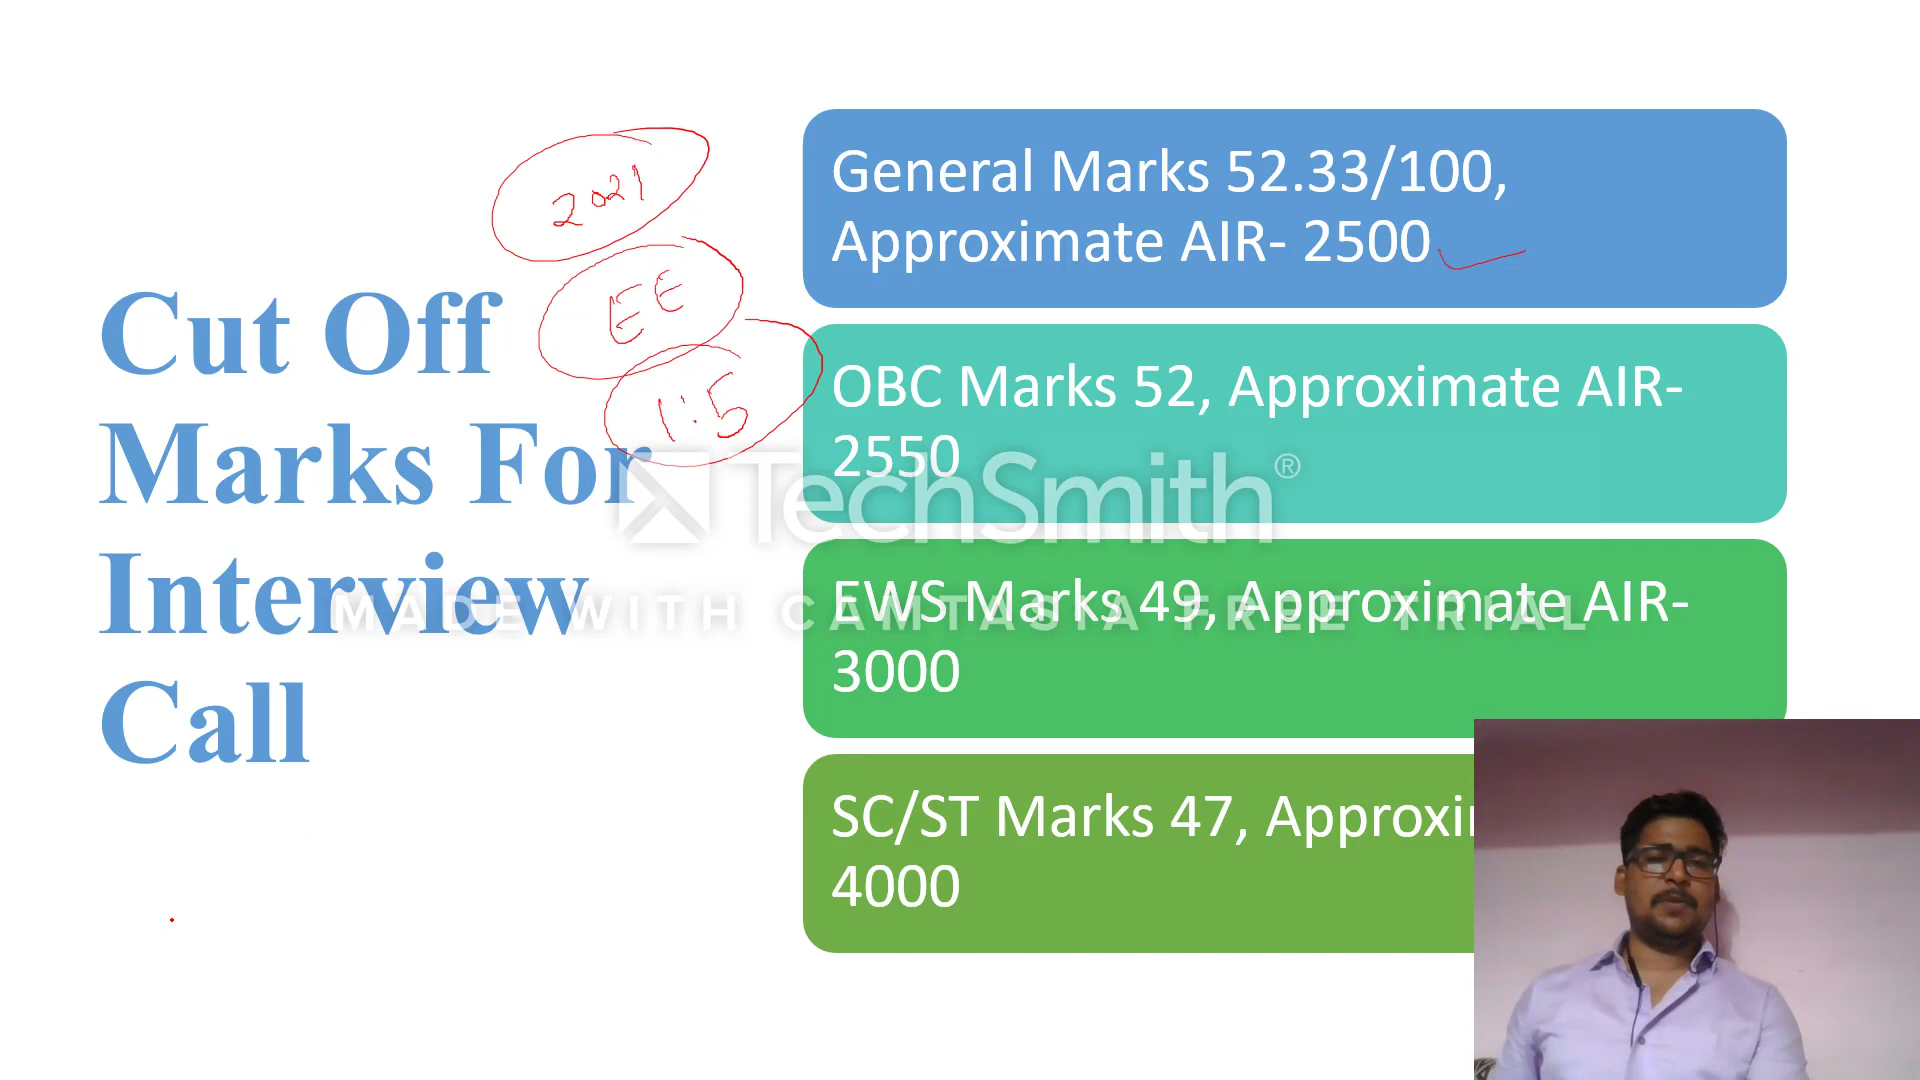 Cut Off
Marks For
Interview
Call
2021
EE
1:5
General Marks 52.33/100,
Approximate AIR- 2500
OBC Marks 52, Approximate AIR-
2550
EWS Marks 49, Approximate AIR-
3000
SC/ST Marks 47,
4000
TechSmith®
MADE WITH CAMTASIA FREE TRIAL